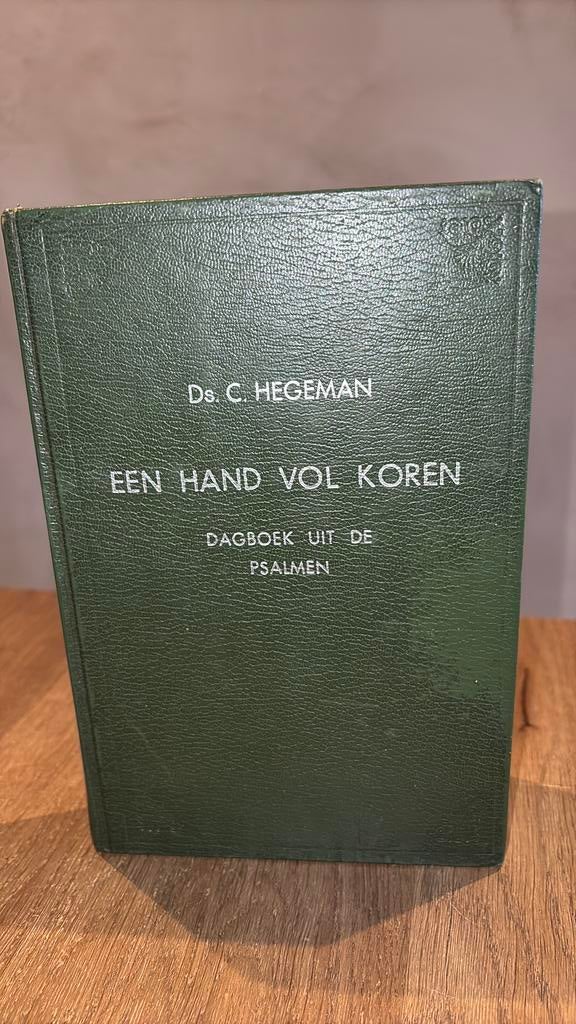 Ds. C. HEGEMAN
EEN HAND VOL KOREN
DAGBOEK UIT DE
PSALMEN